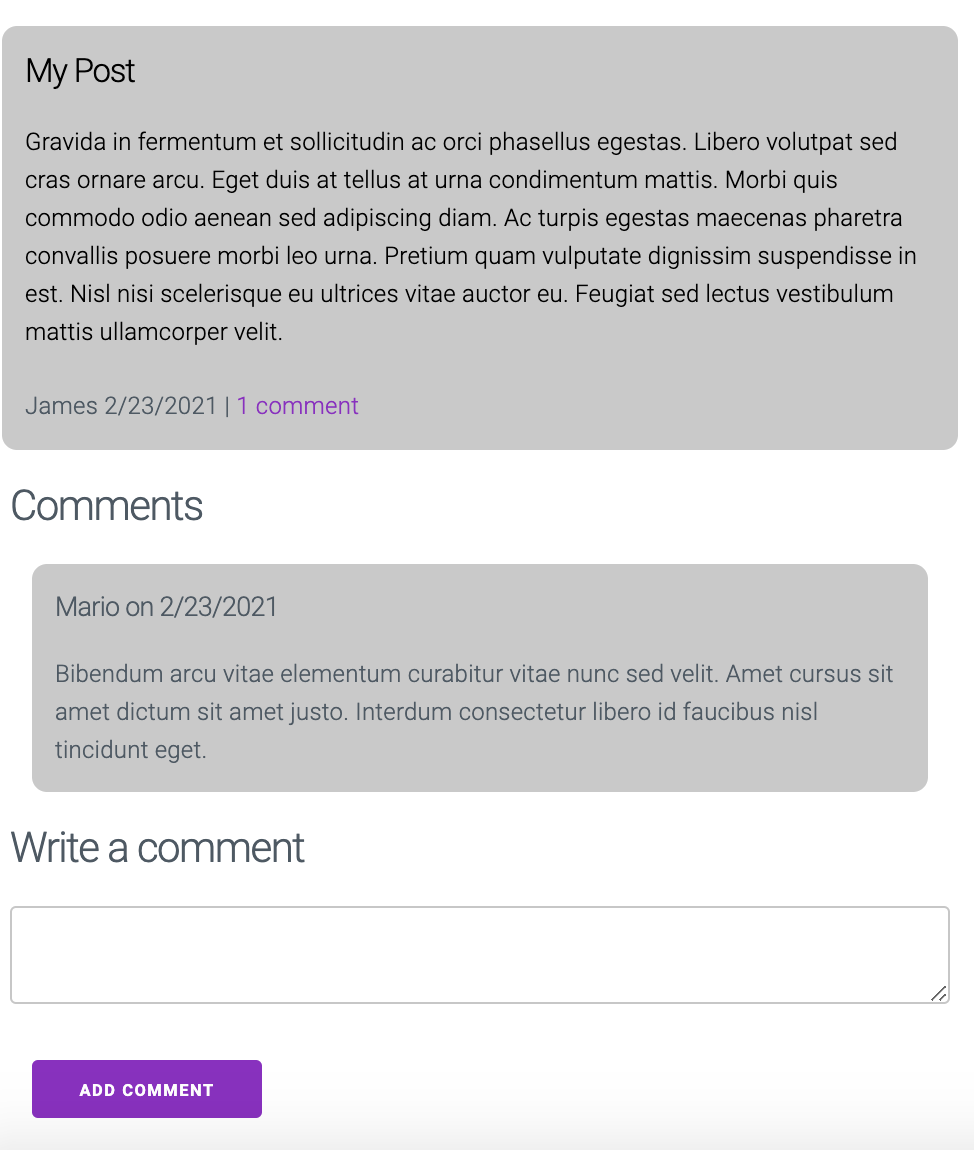 My Post
Gravida in fermentum et sollicitudin ac orci phasellus egestas. Libero volutpat sed
cras ornare arcu. Eget duis at tellus at urna condimentum mattis. Morbi quis
commodo odio aenean sed adipiscing diam. Ac turpis egestas maecenas pharetra
convallis posuere morbi leo urna. Pretium quam vulputate dignissim suspendisse in
est. Nisl nisi scelerisque eu ultrices vitae auctor eu. Feugiat sed lectus vestibulum
mattis ullamcorper velit.
James 2/23/2021 | 1 comment
Comments
Mario on 2/23/2021
Bibendum arcu vitae elementum curabitur vitae nunc sed velit. Amet cursus sit
amet dictum sit amet justo. Interdum consectetur libero id faucibus nisl
tincidunt eget.
Write a comment
ADD COMMENT